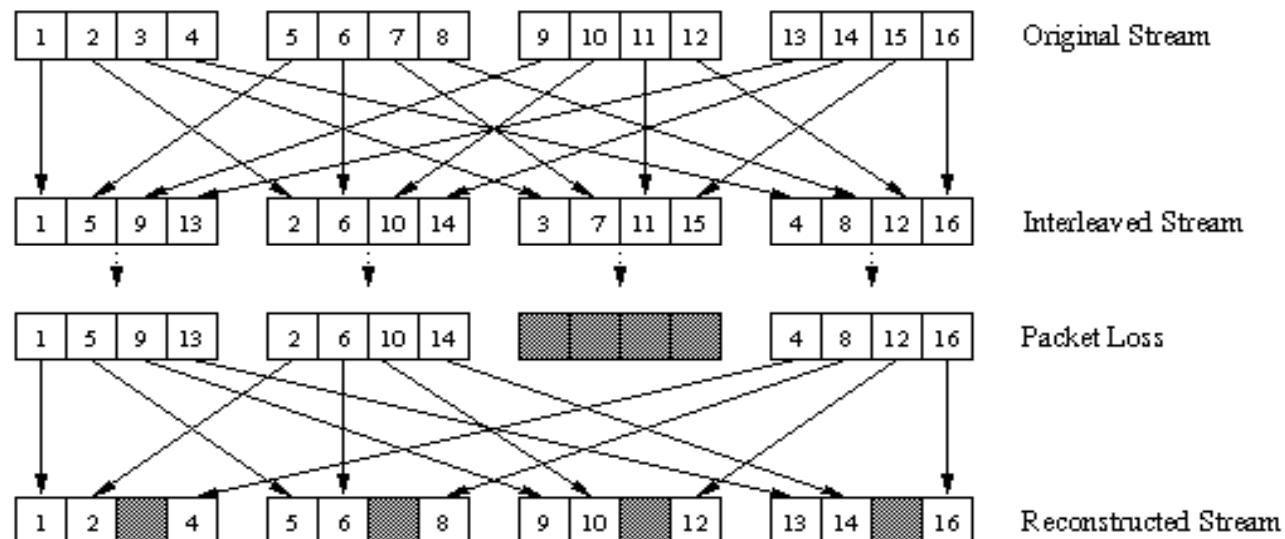 1 2 3 4 5 6 7 8 9 10 11 12 13 14 15 16 Original Stream
1 5 9 13 2 6 10 14 3 7 11 15 4 8 12 16 Interleaved Stream
1 5 9 13 2 6 10 14 4 8 12 16 Packet Loss
1 2 4 5 6 8 9 10 12 13 14 16 Reconstructed Stream